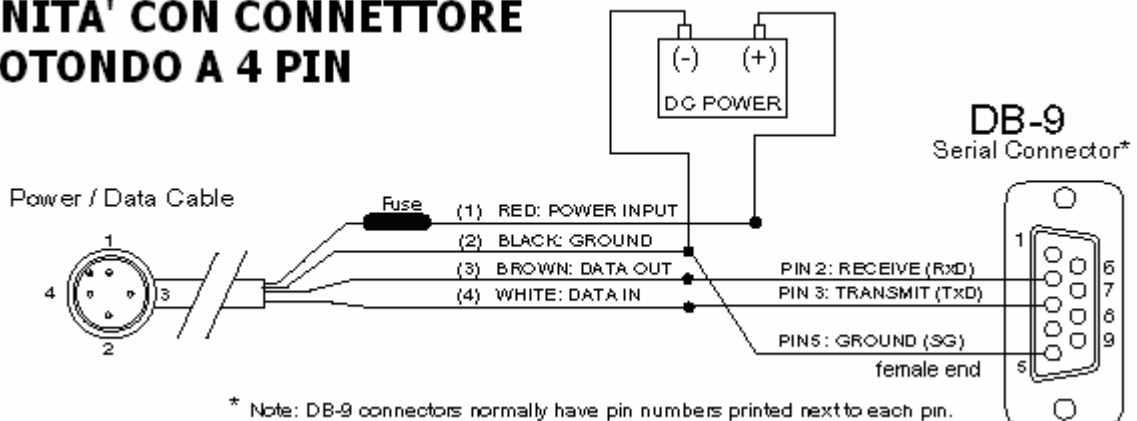 NITA' CON CONNETTORE
OTONDO A 4 PIN
(-) (+)
DC POWER
DB-9
Serial Connector*
Power / Data Cable
Fuse
(1) RED: POWER INPUT
(2) BLACK: GROUND
(3) BROWN: DATA OUT
(4) WHITE: DATA IN
PIN 2: RECEIVE (RxD)
PIN 3: TRANSMIT (TxD)
PIN5: GROUND (SG)
female end
1
4
3
2
1
6
7
8
9
5
* Note: DB-9 connectors normally have pin numbers printed next to each pin.